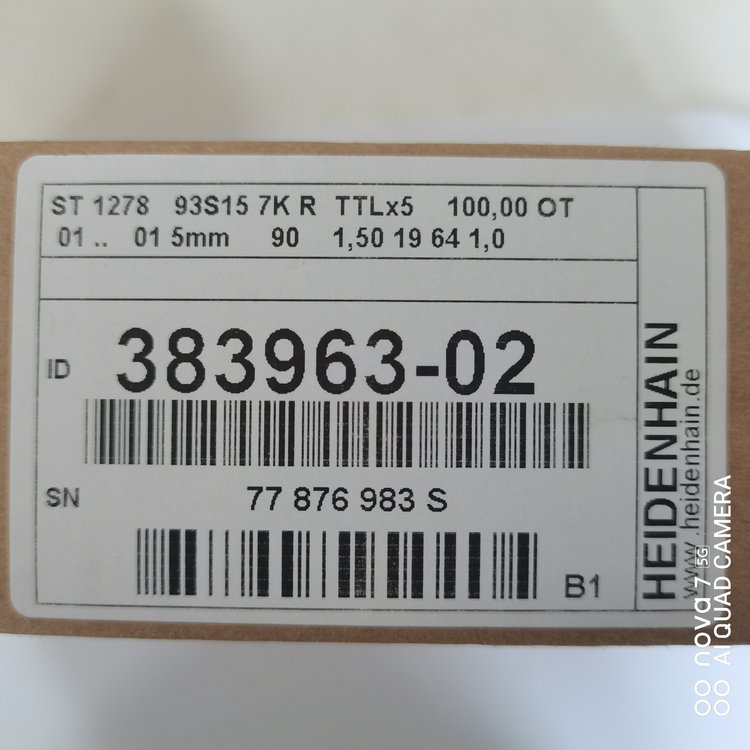 ST 1278 93S15 7K R TTLx5 100,00 OT
01 .. 01 5mm 90 1,50 19 64 1,0
ID 383963-02
SN 77 876 983 S
B1
HEIDENHAIN
www.heidenhain.de
nova 7 5G
AI QUAD CAMERA